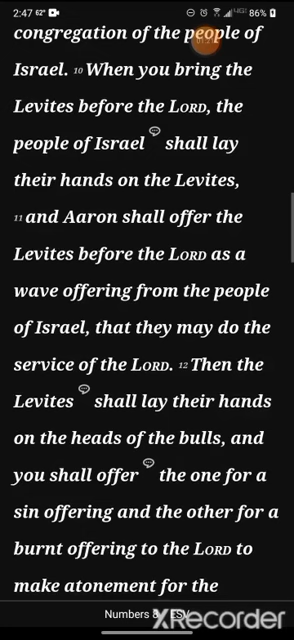 2:47 62° 86%
congregation of the people of
Israel. 10 When you bring the
Levites before the LORD, the
people of Israel shall lay
their hands on the Levites,
11 and Aaron shall offer the
Levites before the LORD as a
wave offering from the people
of Israel, that they may do the
service of the LORD. 12 Then the
Levites shall lay their hands
on the heads of the bulls, and
you shall offer the one for a
sin offering and the other for a
burnt offering to the LORD to
make atonement for the
Numbers 8 ESV
XRecorder